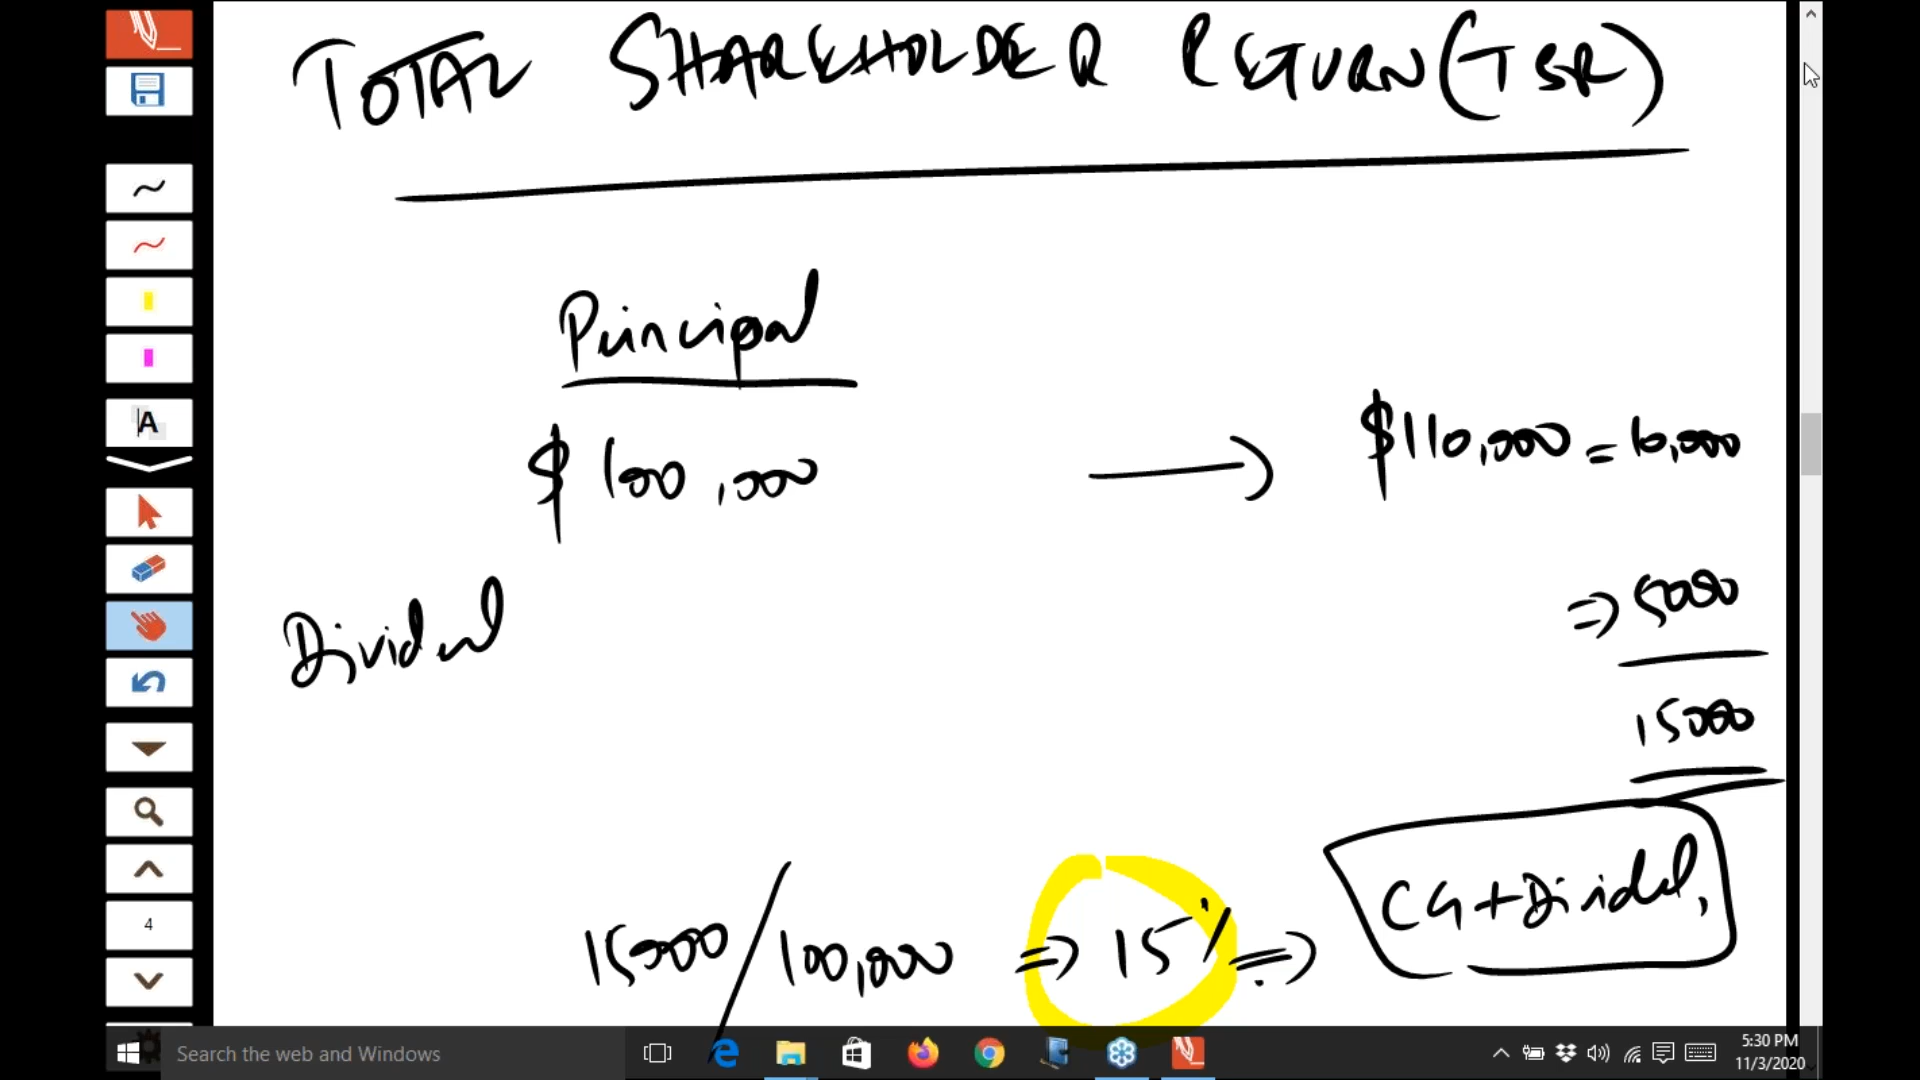 TOTAL SHAREHOLDER RETURN (TSR)
Principal
$ 100,000 → $110,000 = 10,000
Dividend
⇒ 5000
15000
15000 / 100,000 ⇒ 15% ⇒ CG + Dividend,
A
4
Search the web and Windows
5:30 PM
11/3/2020